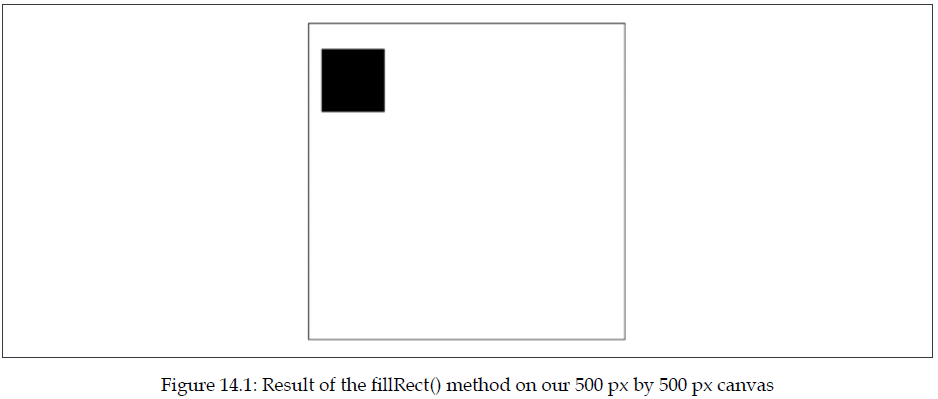 Figure 14.1: Result of the fillRect() method on our 500 px by 500 px canvas